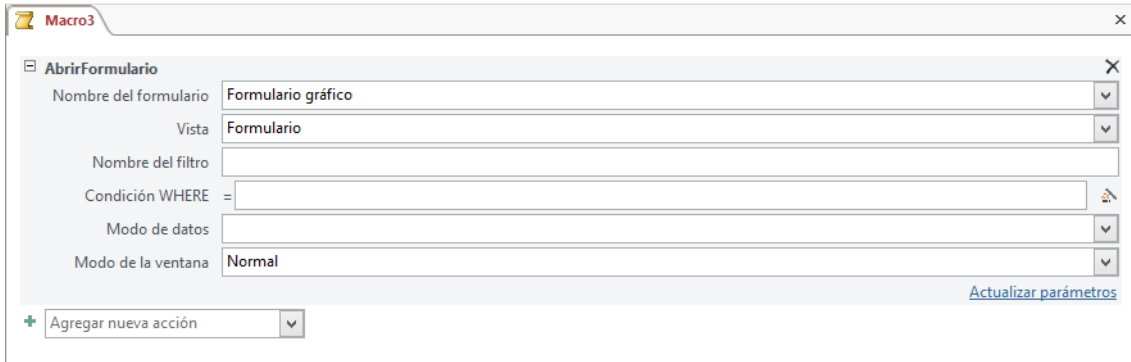 Macro3
AbrirFormulario
Nombre del formulario Formulario gráfico
Vista Formulario
Nombre del filtro
Condición WHERE =
Modo de datos
Modo de la ventana Normal
Actualizar parámetros
Agregar nueva acción